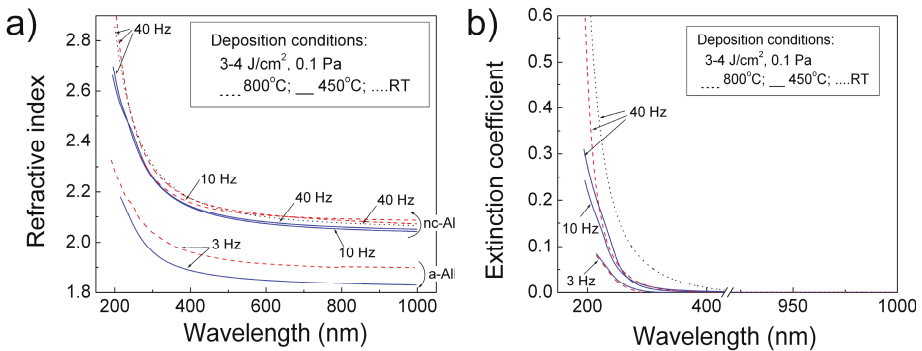 a)
40 Hz
Deposition conditions:
3-4 J/cm², 0.1 Pa
---- 800°C; __ 450°C; ....RT
2.8
2.6
2.4
2.2
2.0
1.8
Refractive index
10 Hz
40 Hz
40 Hz
nc-Al
10 Hz
3 Hz
a-All
200 400 600 800 1000
Wavelength (nm)
b)
0.6
0.5
0.4
0.3
0.2
0.1
0.0
Extinction coefficient
Deposition conditions:
3-4 J/cm², 0.1 Pa
---- 800°C; __ 450°C; ....RT
40 Hz
10 Hz
3 Hz
200 400 950 1000
Wavelength (nm)